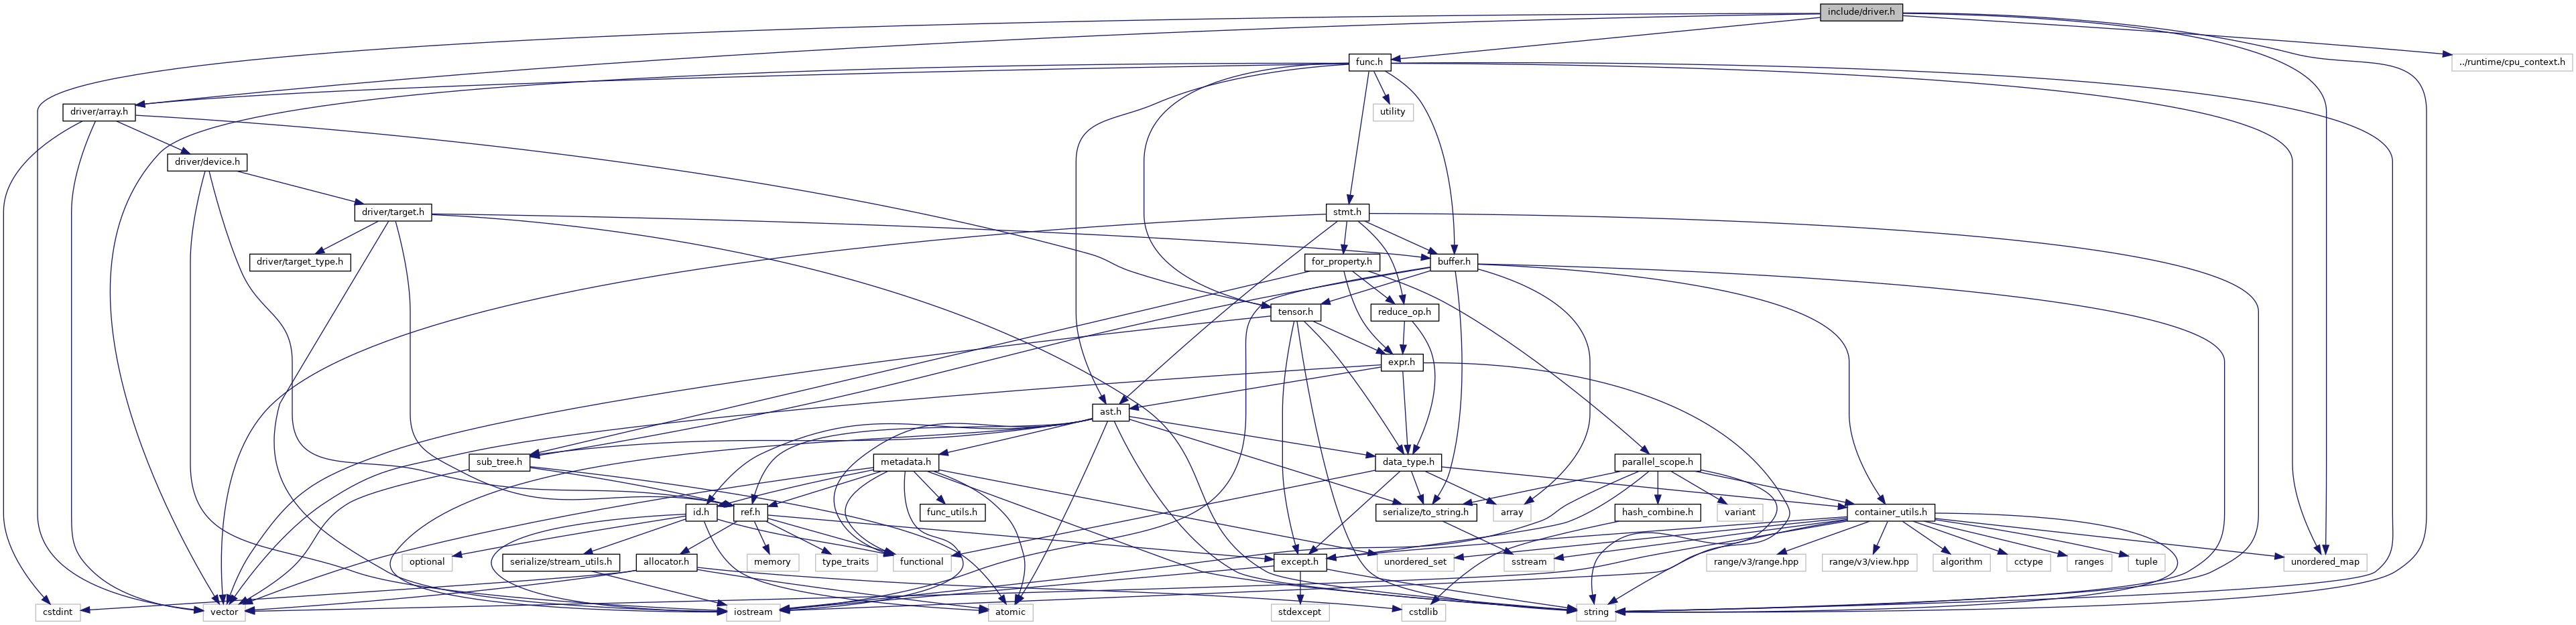 include/driver.h
func.h
../runtime/cpu_context.h
driver/array.h
utility
driver/device.h
driver/target.h
stmt.h
driver/target_type.h
for_property.h
buffer.h
tensor.h
reduce_op.h
expr.h
ast.h
sub_tree.h
metadata.h
data_type.h
parallel_scope.h
id.h
ref.h
func_utils.h
serialize/to_string.h
array
hash_combine.h
variant
container_utils.h
optional
serialize/stream_utils.h
allocator.h
memory
type_traits
functional
except.h
unordered_set
sstream
range/v3/range.hpp
range/v3/view.hpp
algorithm
cctype
ranges
tuple
unordered_map
cstdint
vector
iostream
atomic
stdexcept
cstdlib
string